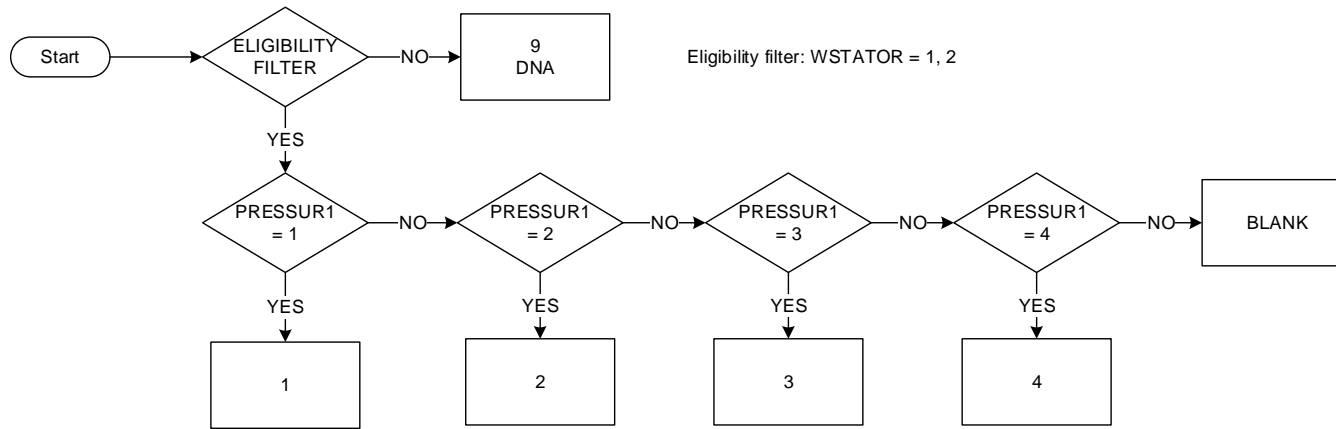 Start
ELIGIBILITY
FILTER
NO
9
DNA
Eligibility filter: WSTATOR = 1, 2
YES
PRESSUR1
= 1
NO
PRESSUR1
= 2
NO
PRESSUR1
= 3
NO
PRESSUR1
= 4
NO
BLANK
YES
YES
YES
YES
1
2
3
4